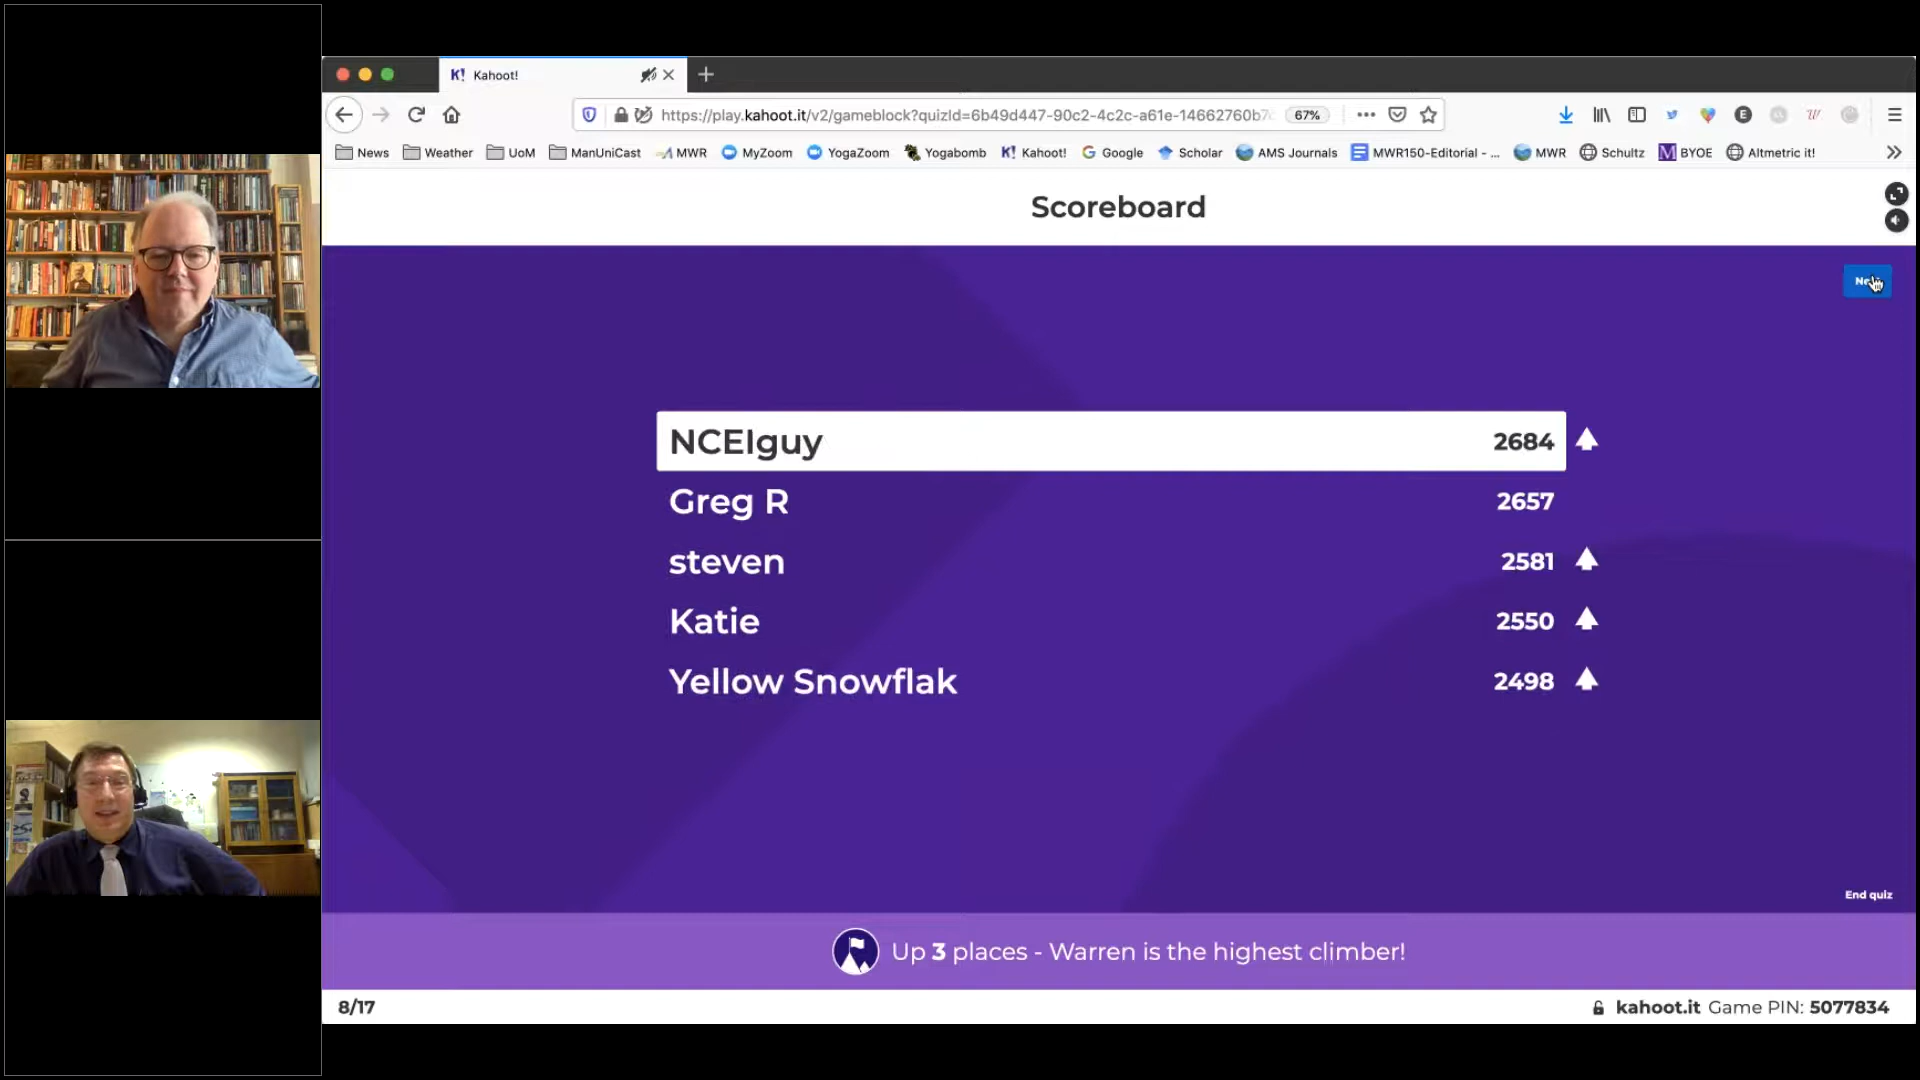 K! Kahoot!
https://play.kahoot.it/v2/gameblock?quizId=6b49d447-90c2-4c2c-a61e-14662760b7
67%
News Weather UoM ManUniCast MWR MyZoom YogaZoom Yogabomb K! Kahoot! Google Scholar AMS Journals MWR150-Editorial - ... MWR Schultz M BYOE Altmetric it!
Scoreboard
NCEIguy 2684
Greg R 2657
steven 2581
Katie 2550
Yellow Snowflak 2498
End quiz
Up 3 places - Warren is the highest climber!
8/17
kahoot.it Game PIN: 5077834